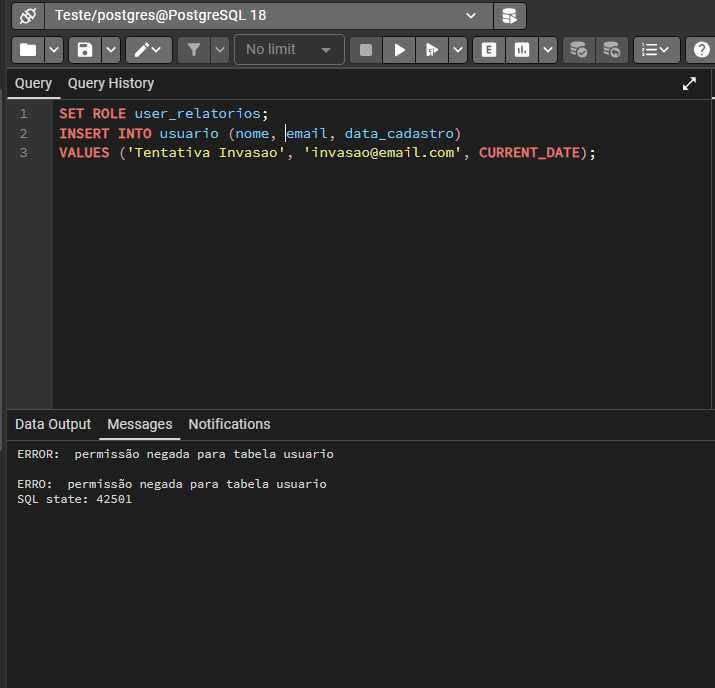 Teste/postgres@PostgreSQL 18
No limit
E
Query Query History
1 SET ROLE user_relatorios;
2 INSERT INTO usuario (nome, email, data_cadastro)
3 VALUES ('Tentativa Invasao', 'invasao@email.com', CURRENT_DATE);
Data Output Messages Notifications
ERROR:  permissão negada para tabela usuario
ERRO:  permissão negada para tabela usuario
SQL state: 42501